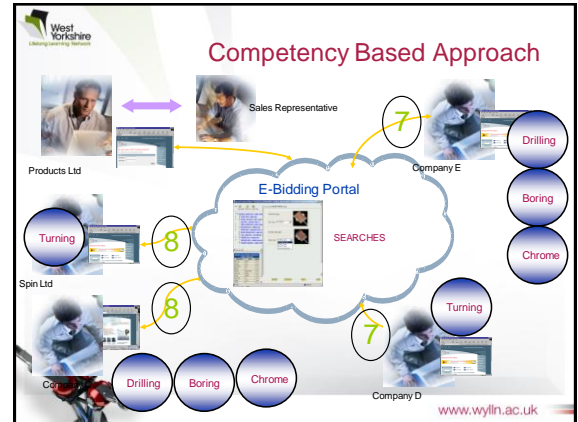 West
Yorkshire
Lifelong Learning Network
Competency Based Approach
Sales Representative
Products Ltd
7
Company E
Drilling
Boring
Chrome
E-Bidding Portal
SEARCHES
Turning
8
Spin Ltd
8
Drilling
Boring
Chrome
7
Turning
Company D
www.wylln.ac.uk